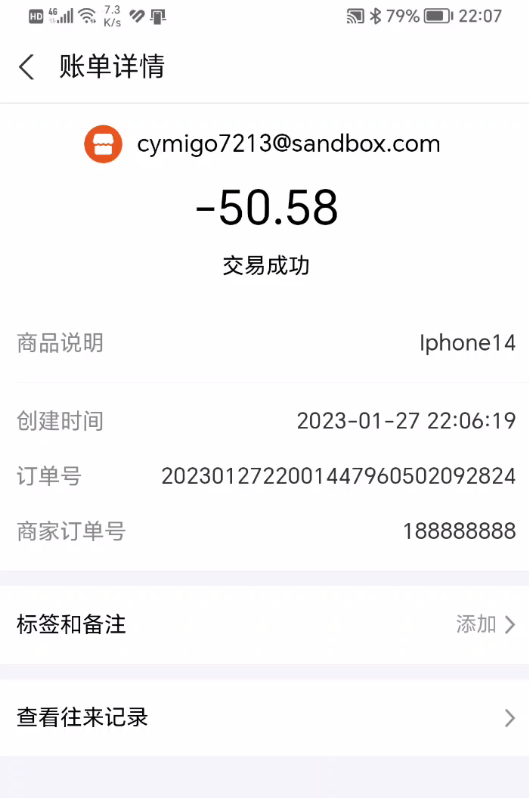 HD 4G 7.3 K/s 79% 22:07
账单详情
cymigo7213@sandbox.com
-50.58
交易成功
商品说明 Iphone14
创建时间 2023-01-27 22:06:19
订单号 2023012722001447960502092824
商家订单号 188888888
标签和备注 添加
查看往来记录